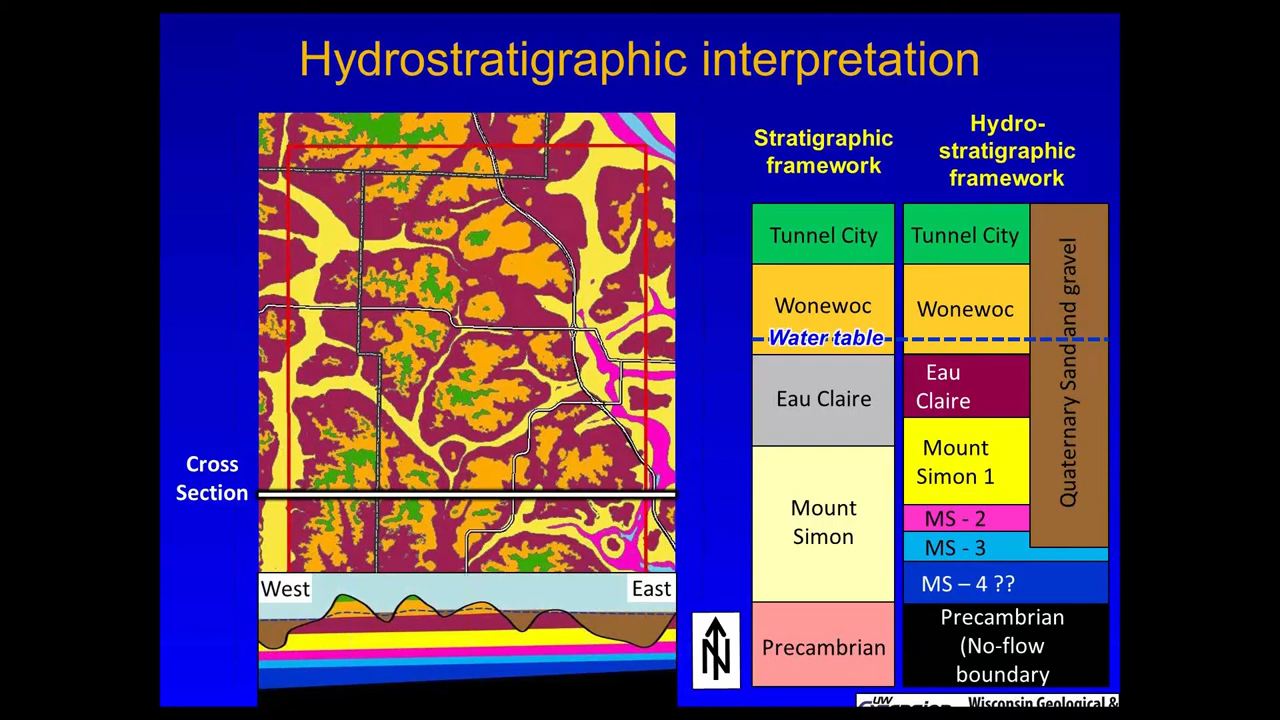 Hydrostratigraphic interpretation
Stratigraphic
framework
Hydro-
stratigraphic
framework
Tunnel City
Wonewoc
Water table
Eau Claire
Mount
Simon
Precambrian
Tunnel City
Wonewoc
Eau
Claire
Mount
Simon 1
MS - 2
MS - 3
MS – 4 ??
Precambrian
(No-flow
boundary
Quaternary Sand and gravel
Cross
Section
West
East
N
UW
Wisconsin Geological &